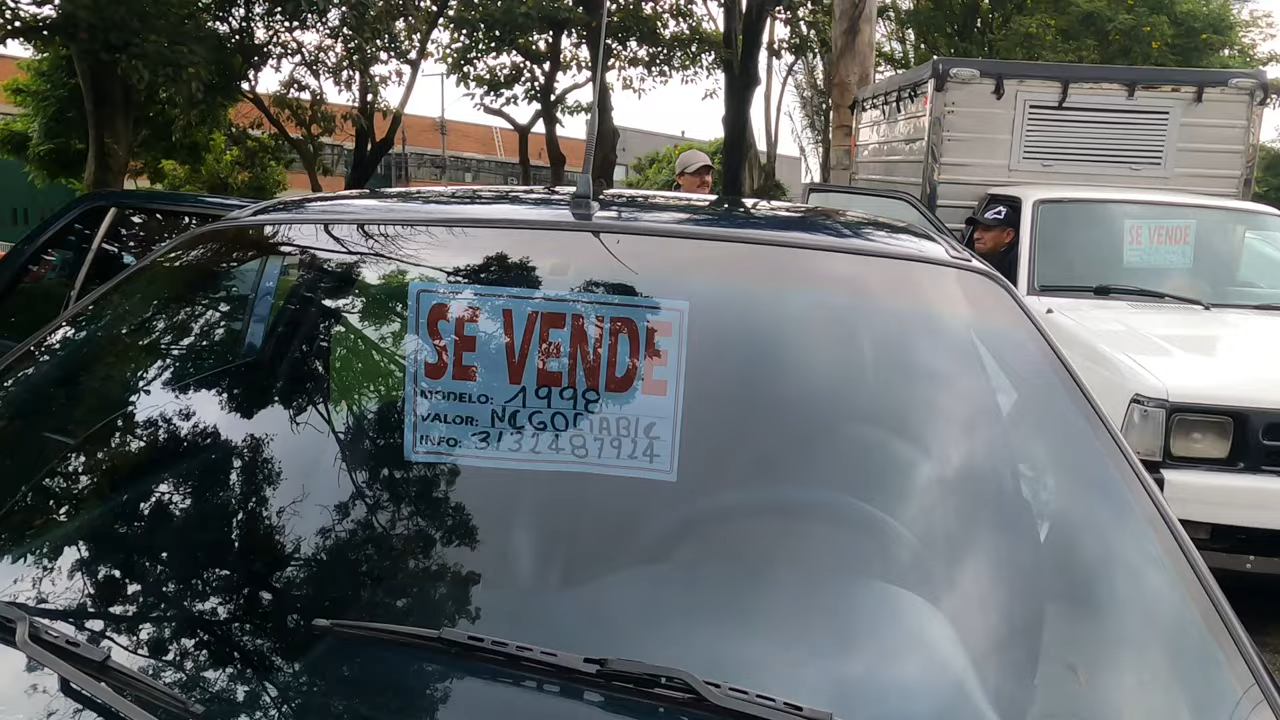 SE VENDE
MODELO: 1998
VALOR: NEGOCIABLE
INFO: 3132487924
SE VENDE